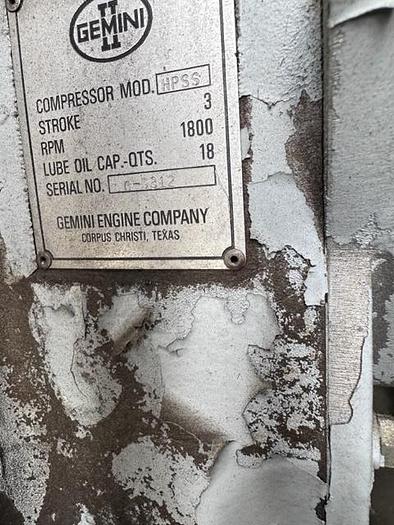 GEMINI
II
COMPRESSOR MOD. HPSS
STROKE 3
RPM 1800
LUBE OIL CAP.-QTS. 18
SERIAL NO.
GEMINI ENGINE COMPANY
CORPUS CHRISTI, TEXAS